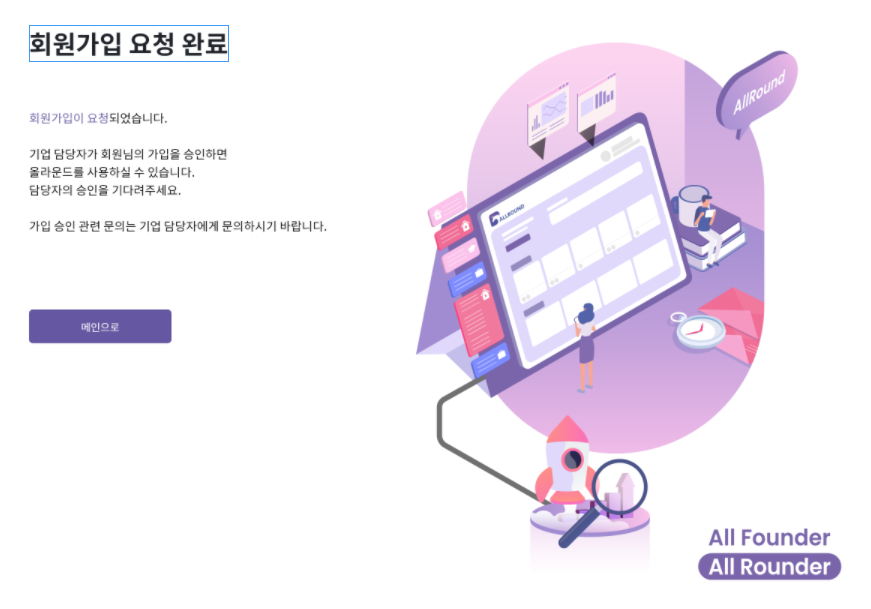 회원가입 요청 완료
회원가입이 요청되었습니다.
기업 담당자가 회원님의 가입을 승인하면
올라운드를 사용하실 수 있습니다.
담당자의 승인을 기다려주세요.
가입 승인 관련 문의는 기업 담당자에게 문의하시기 바랍니다.
메인으로
AllRound
ALLROUND
All Founder
All Rounder